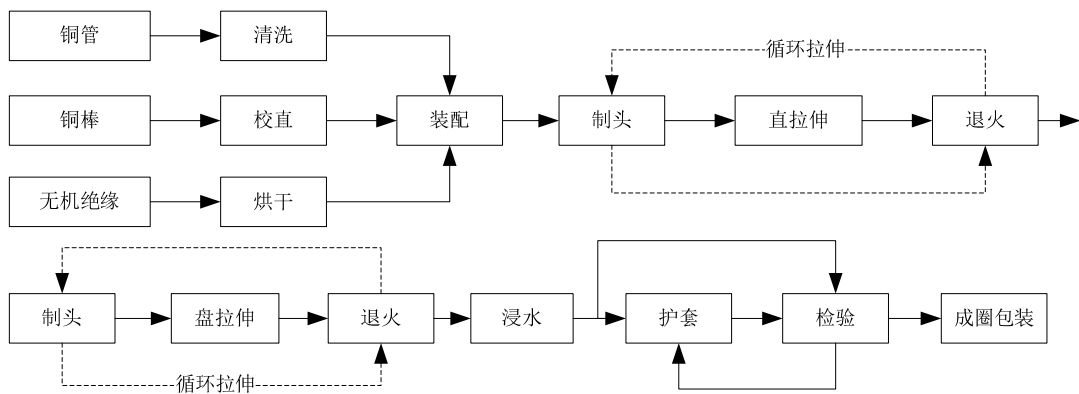 铜管
清洗
循环拉伸
铜棒
校直
装配
制头
直拉伸
退火
无机绝缘
烘干
制头
盘拉伸
退火
浸水
护套
检验
成圈包装
循环拉伸